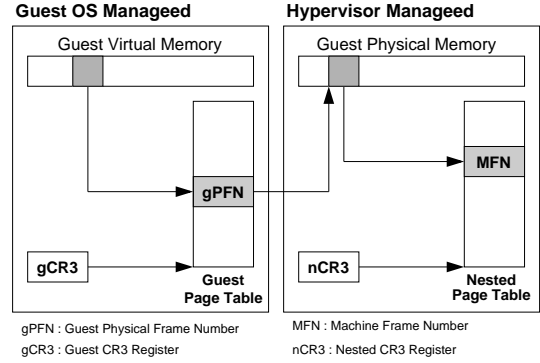 Guest OS Manageed
Guest Virtual Memory
gPFN
gCR3
Guest
Page Table
gPFN : Guest Physical Frame Number
gCR3 : Guest CR3 Register
Hypervisor Manageed
Guest Physical Memory
MFN
nCR3
Nested
Page Table
MFN : Machine Frame Number
nCR3 : Nested CR3 Register